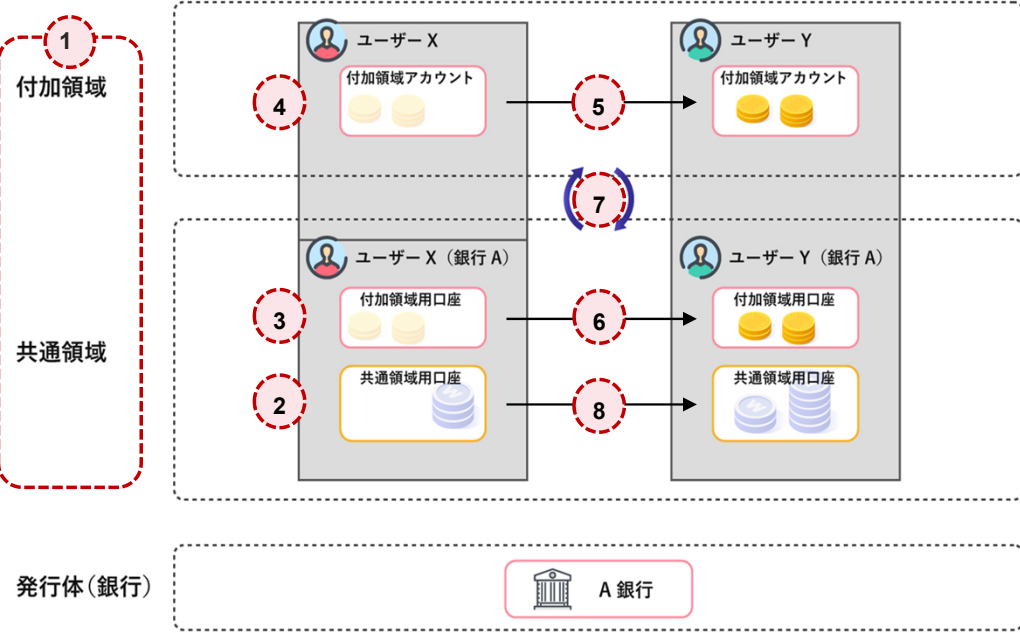 1
付加領域
ユーザー X
ユーザー Y
付加領域アカウント
付加領域アカウント
4
5
7
ユーザー X（銀行 A）
ユーザー Y（銀行 A）
付加領域用口座
付加領域用口座
3
6
共通領域
共通領域用口座
共通領域用口座
W
W
2
8
発行体（銀行）
A 銀行